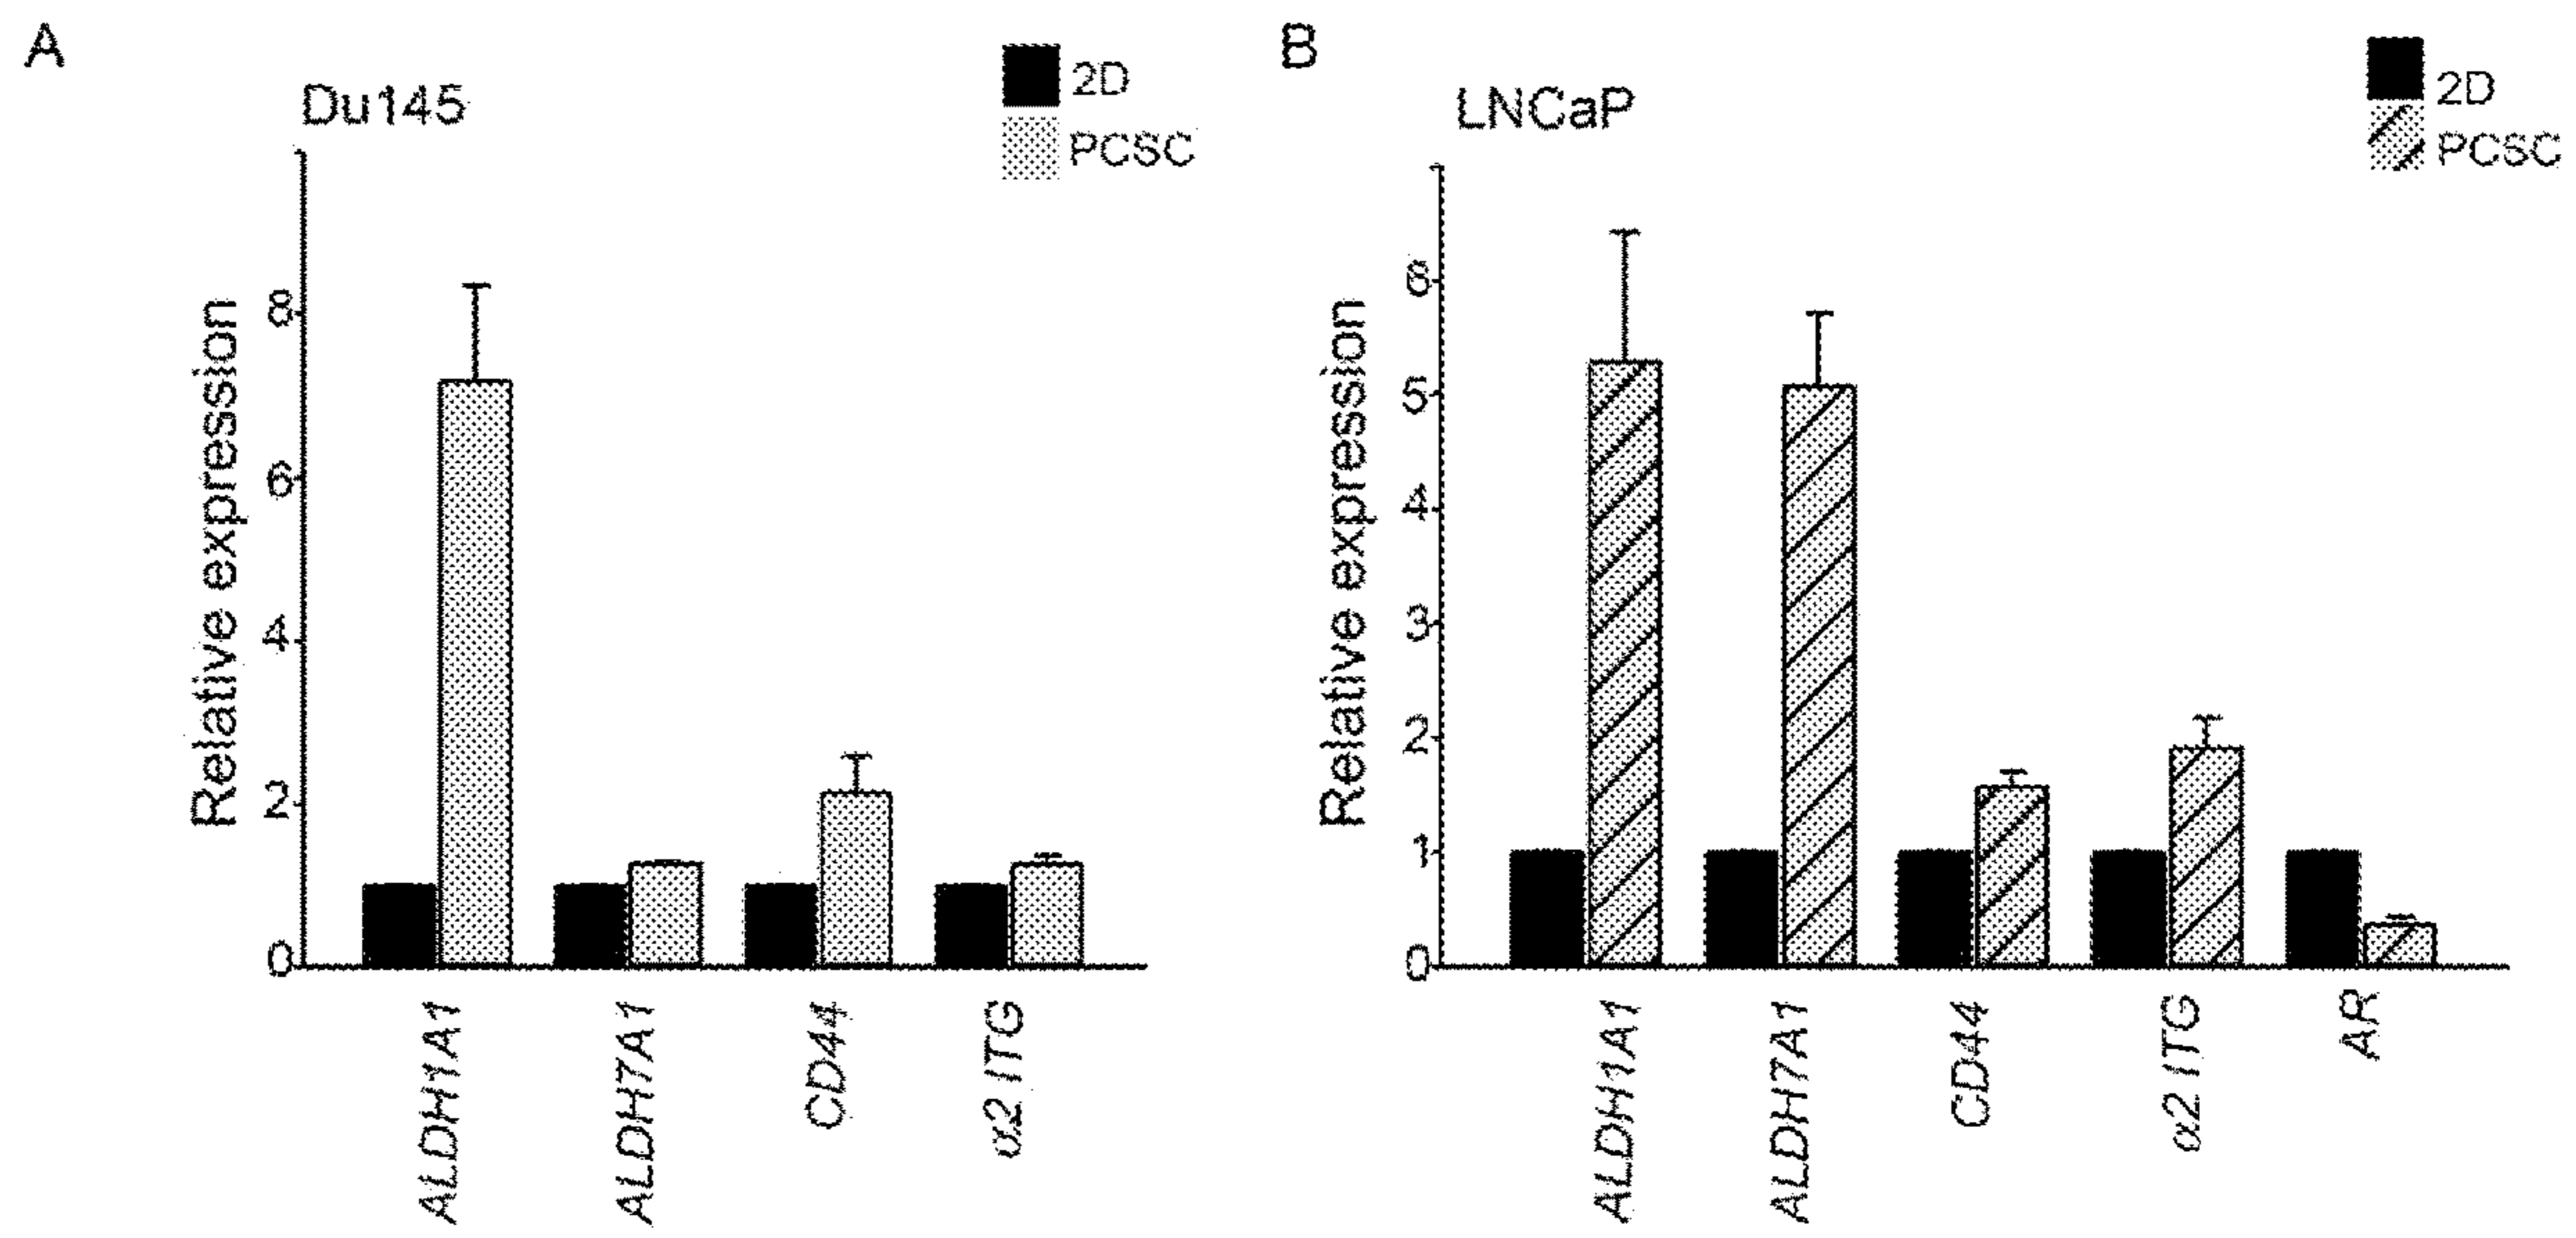 A
Du145
2D
PCSC
Relative expression
8
6
4
2
0
ALDH1A1
ALDH7A1
CD44
α2 ITG
B
LNCaP
2D
PCSC
Relative expression
6
5
4
3
2
1
0
ALDH1A1
ALDH7A1
CD44
α2 ITG
AR